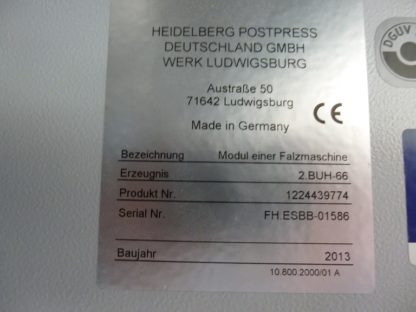 HEIDELBERG POSTPRESS
DEUTSCHLAND GMBH
WERK LUDWIGSBURG
Austraße 50
71642 Ludwigsburg
CE
Made in Germany
Bezeichnung Modul einer Falzmaschine
Erzeugnis 2.BUH-66
Produkt Nr. 1224439774
Serial Nr. FH.ESBB-01586
Baujahr 2013
10.800.2000/01 A
DGUV